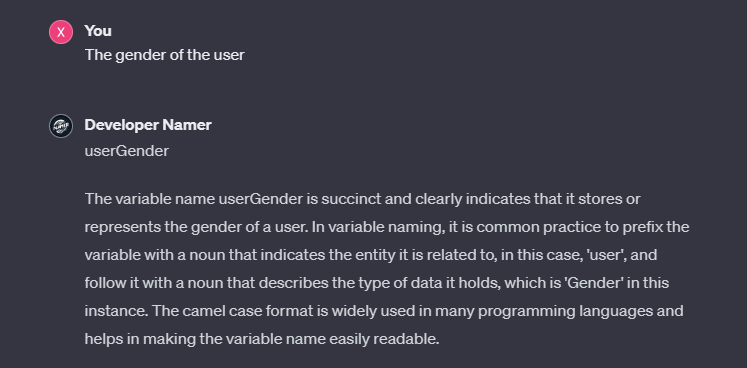 X You
The gender of the user
Developer Namer
userGender
The variable name userGender is succinct and clearly indicates that it stores or
represents the gender of a user. In variable naming, it is common practice to prefix the
variable with a noun that indicates the entity it is related to, in this case, 'user', and
follow it with a noun that describes the type of data it holds, which is 'Gender' in this
instance. The camel case format is widely used in many programming languages and
helps in making the variable name easily readable.